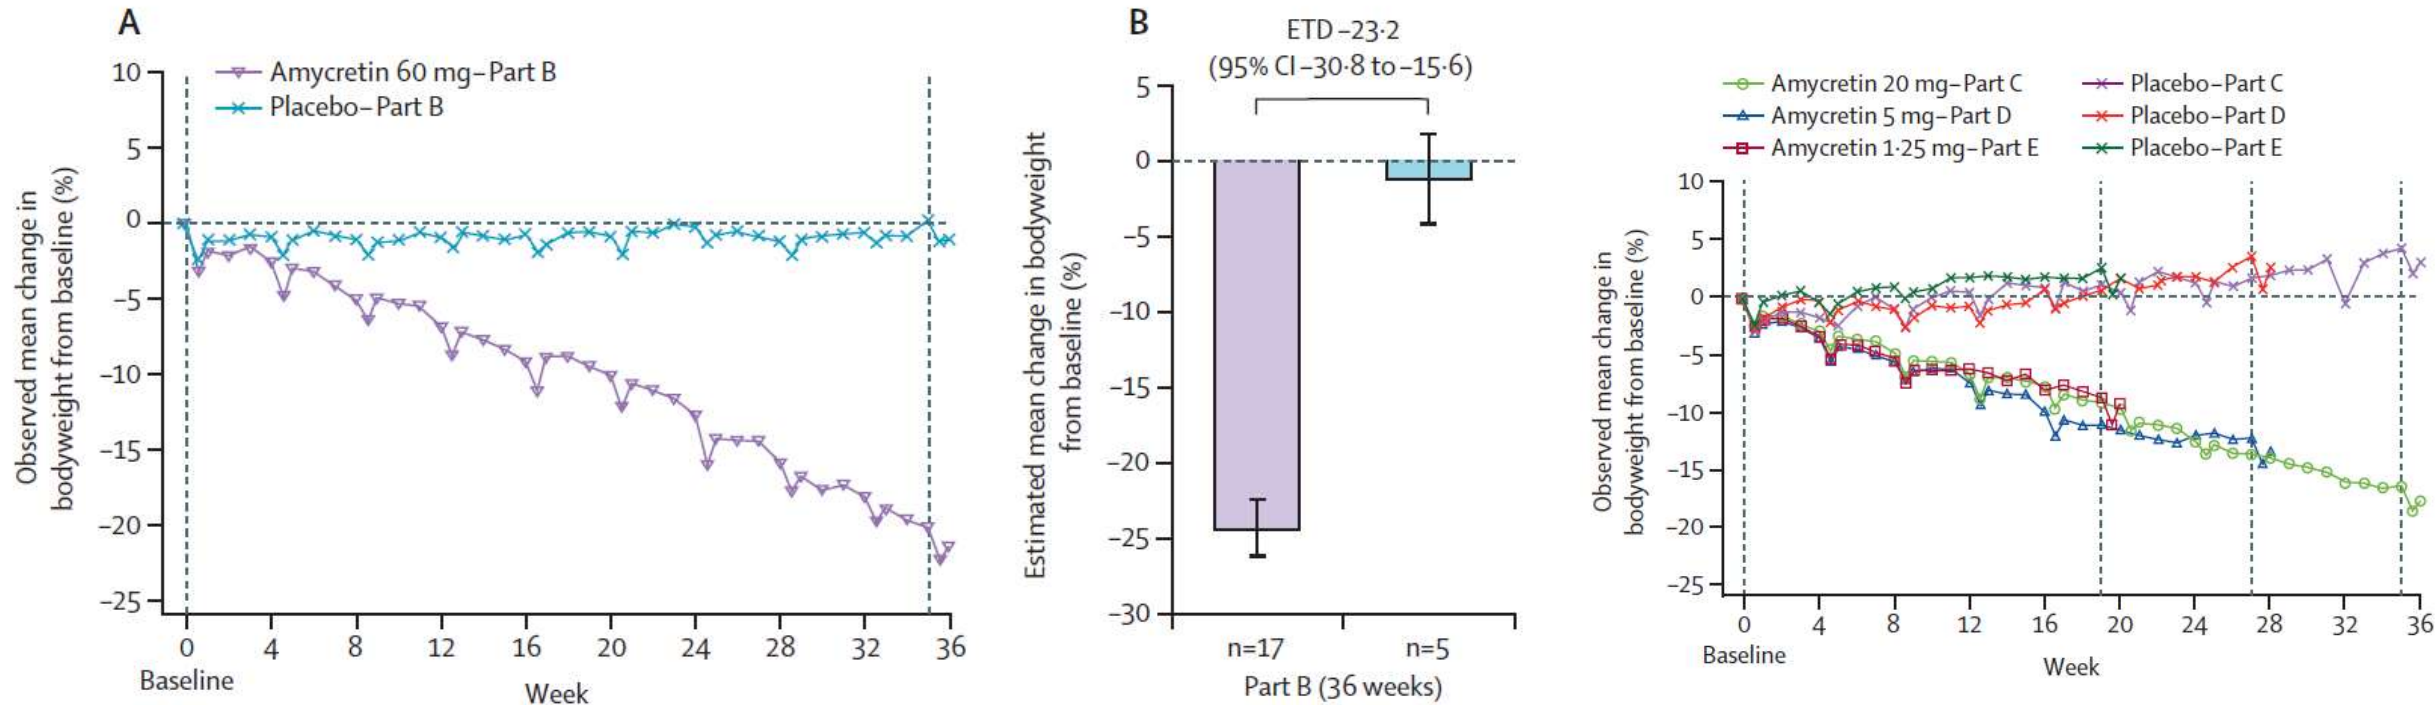 A
Amycretin 60 mg–Part B
Placebo–Part B
Observed mean change in
bodyweight from baseline (%)
10
5
0
–5
–10
–15
–20
–25
0
4
8
12
16
20
24
28
32
36
Baseline
Week
B
ETD –23·2
(95% CI –30·8 to –15·6)
Estimated mean change in bodyweight
from baseline (%)
5
0
–5
–10
–15
–20
–25
–30
n=17
n=5
Part B (36 weeks)
Amycretin 20 mg–Part C
Amycretin 5 mg–Part D
Amycretin 1·25 mg–Part E
Placebo–Part C
Placebo–Part D
Placebo–Part E
Observed mean change in
bodyweight from baseline (%)
10
5
0
–5
–10
–15
–20
–25
0
4
8
12
16
20
24
28
32
36
Baseline
Week